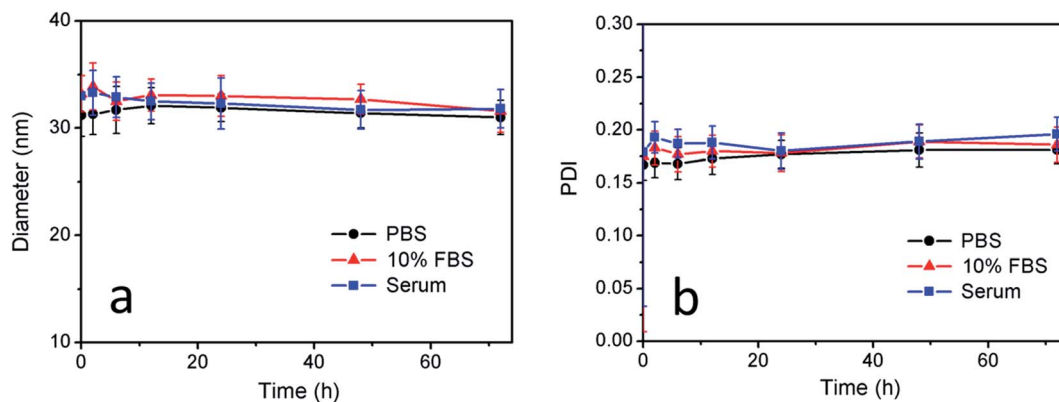 40
30
20
10
Diameter (nm)
PBS
10% FBS
Serum
a
0 20 40 60
Time (h)
0.30
0.25
0.20
0.15
0.10
0.05
0.00
PDI
PBS
10% FBS
Serum
b
0 20 40 60
Time (h)